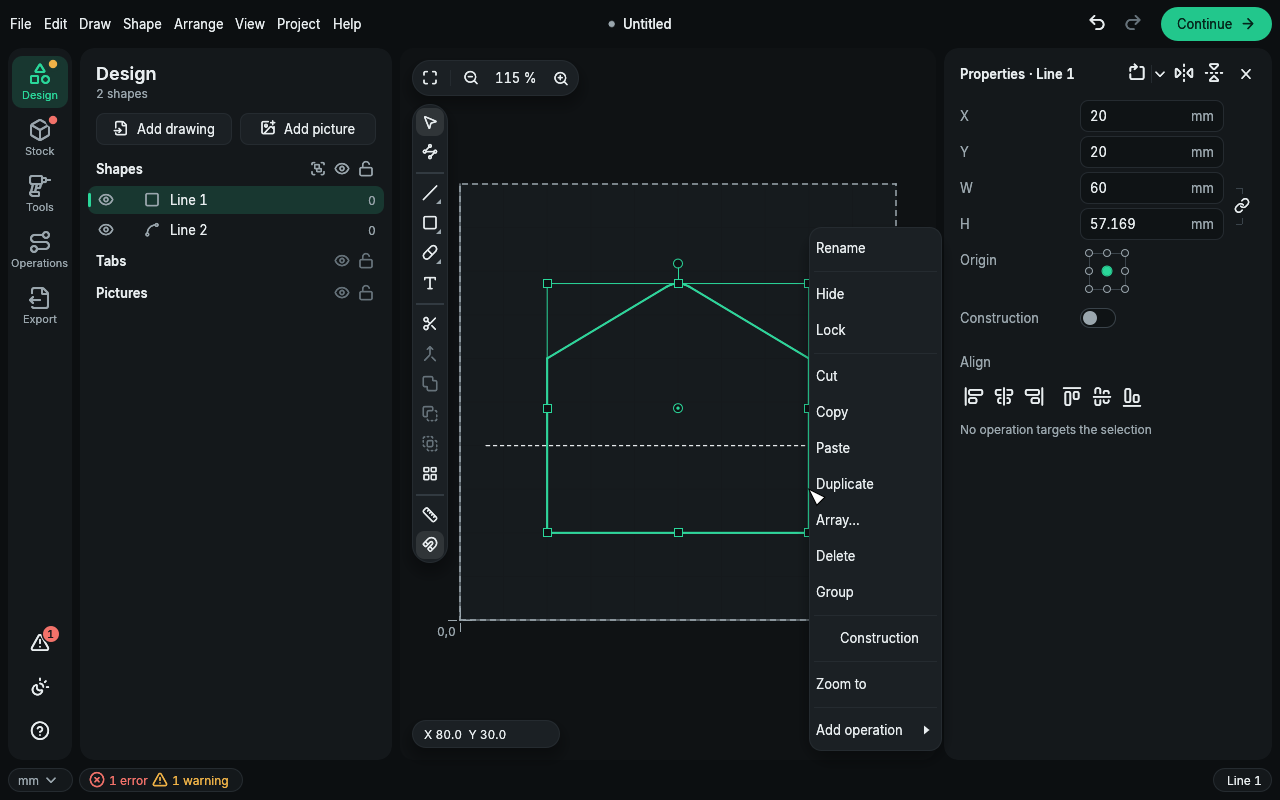 File Edit Draw Shape Arrange View Project Help
Untitled
Continue
Design
Stock
Tools
Operations
Export
1
Design
2 shapes
Add drawing
Add picture
Shapes
Line 1 0
Line 2 0
Tabs
Pictures
115 %
0,0
X 80.0 Y 30.0
Rename
Hide
Lock
Cut
Copy
Paste
Duplicate
Array...
Delete
Group
Construction
Zoom to
Add operation
Properties · Line 1
X 20 mm
Y 20 mm
W 60 mm
H 57.169 mm
Origin
Construction
Align
No operation targets the selection
mm
1 error 1 warning
Line 1